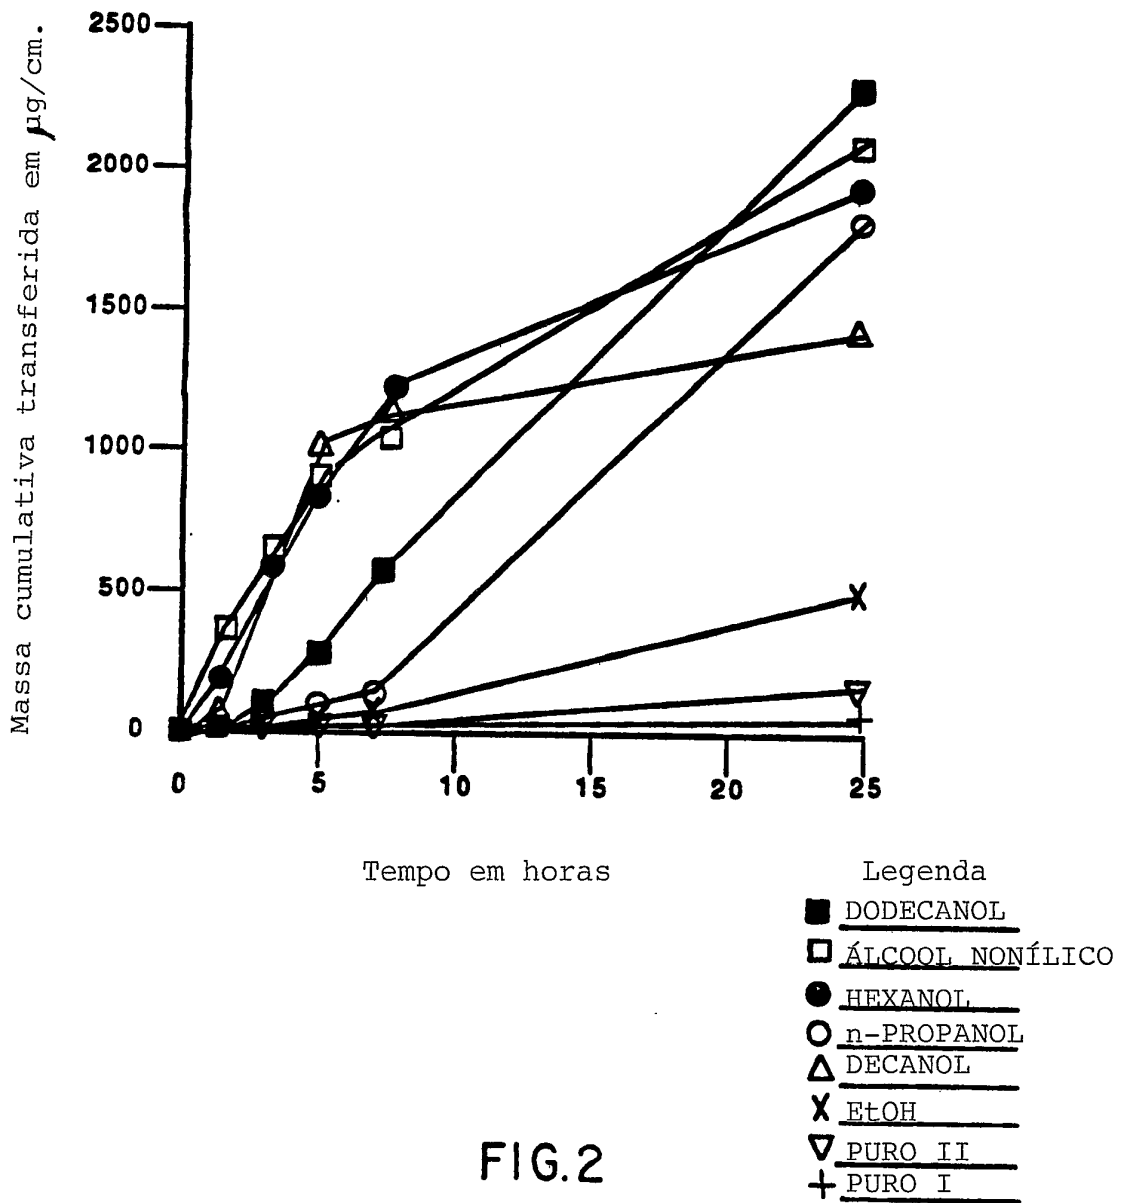 Massa cumulativa transferida em µg/cm.
2500
2000
1500
1000
500
0
0 5 10 15 20 25
Tempo em horas
Legenda
DODECANOL
ÁLCOOL NONÍLICO
HEXANOL
n-PROPANOL
DECANOL
EtOH
PURO II
PURO I
FIG.2